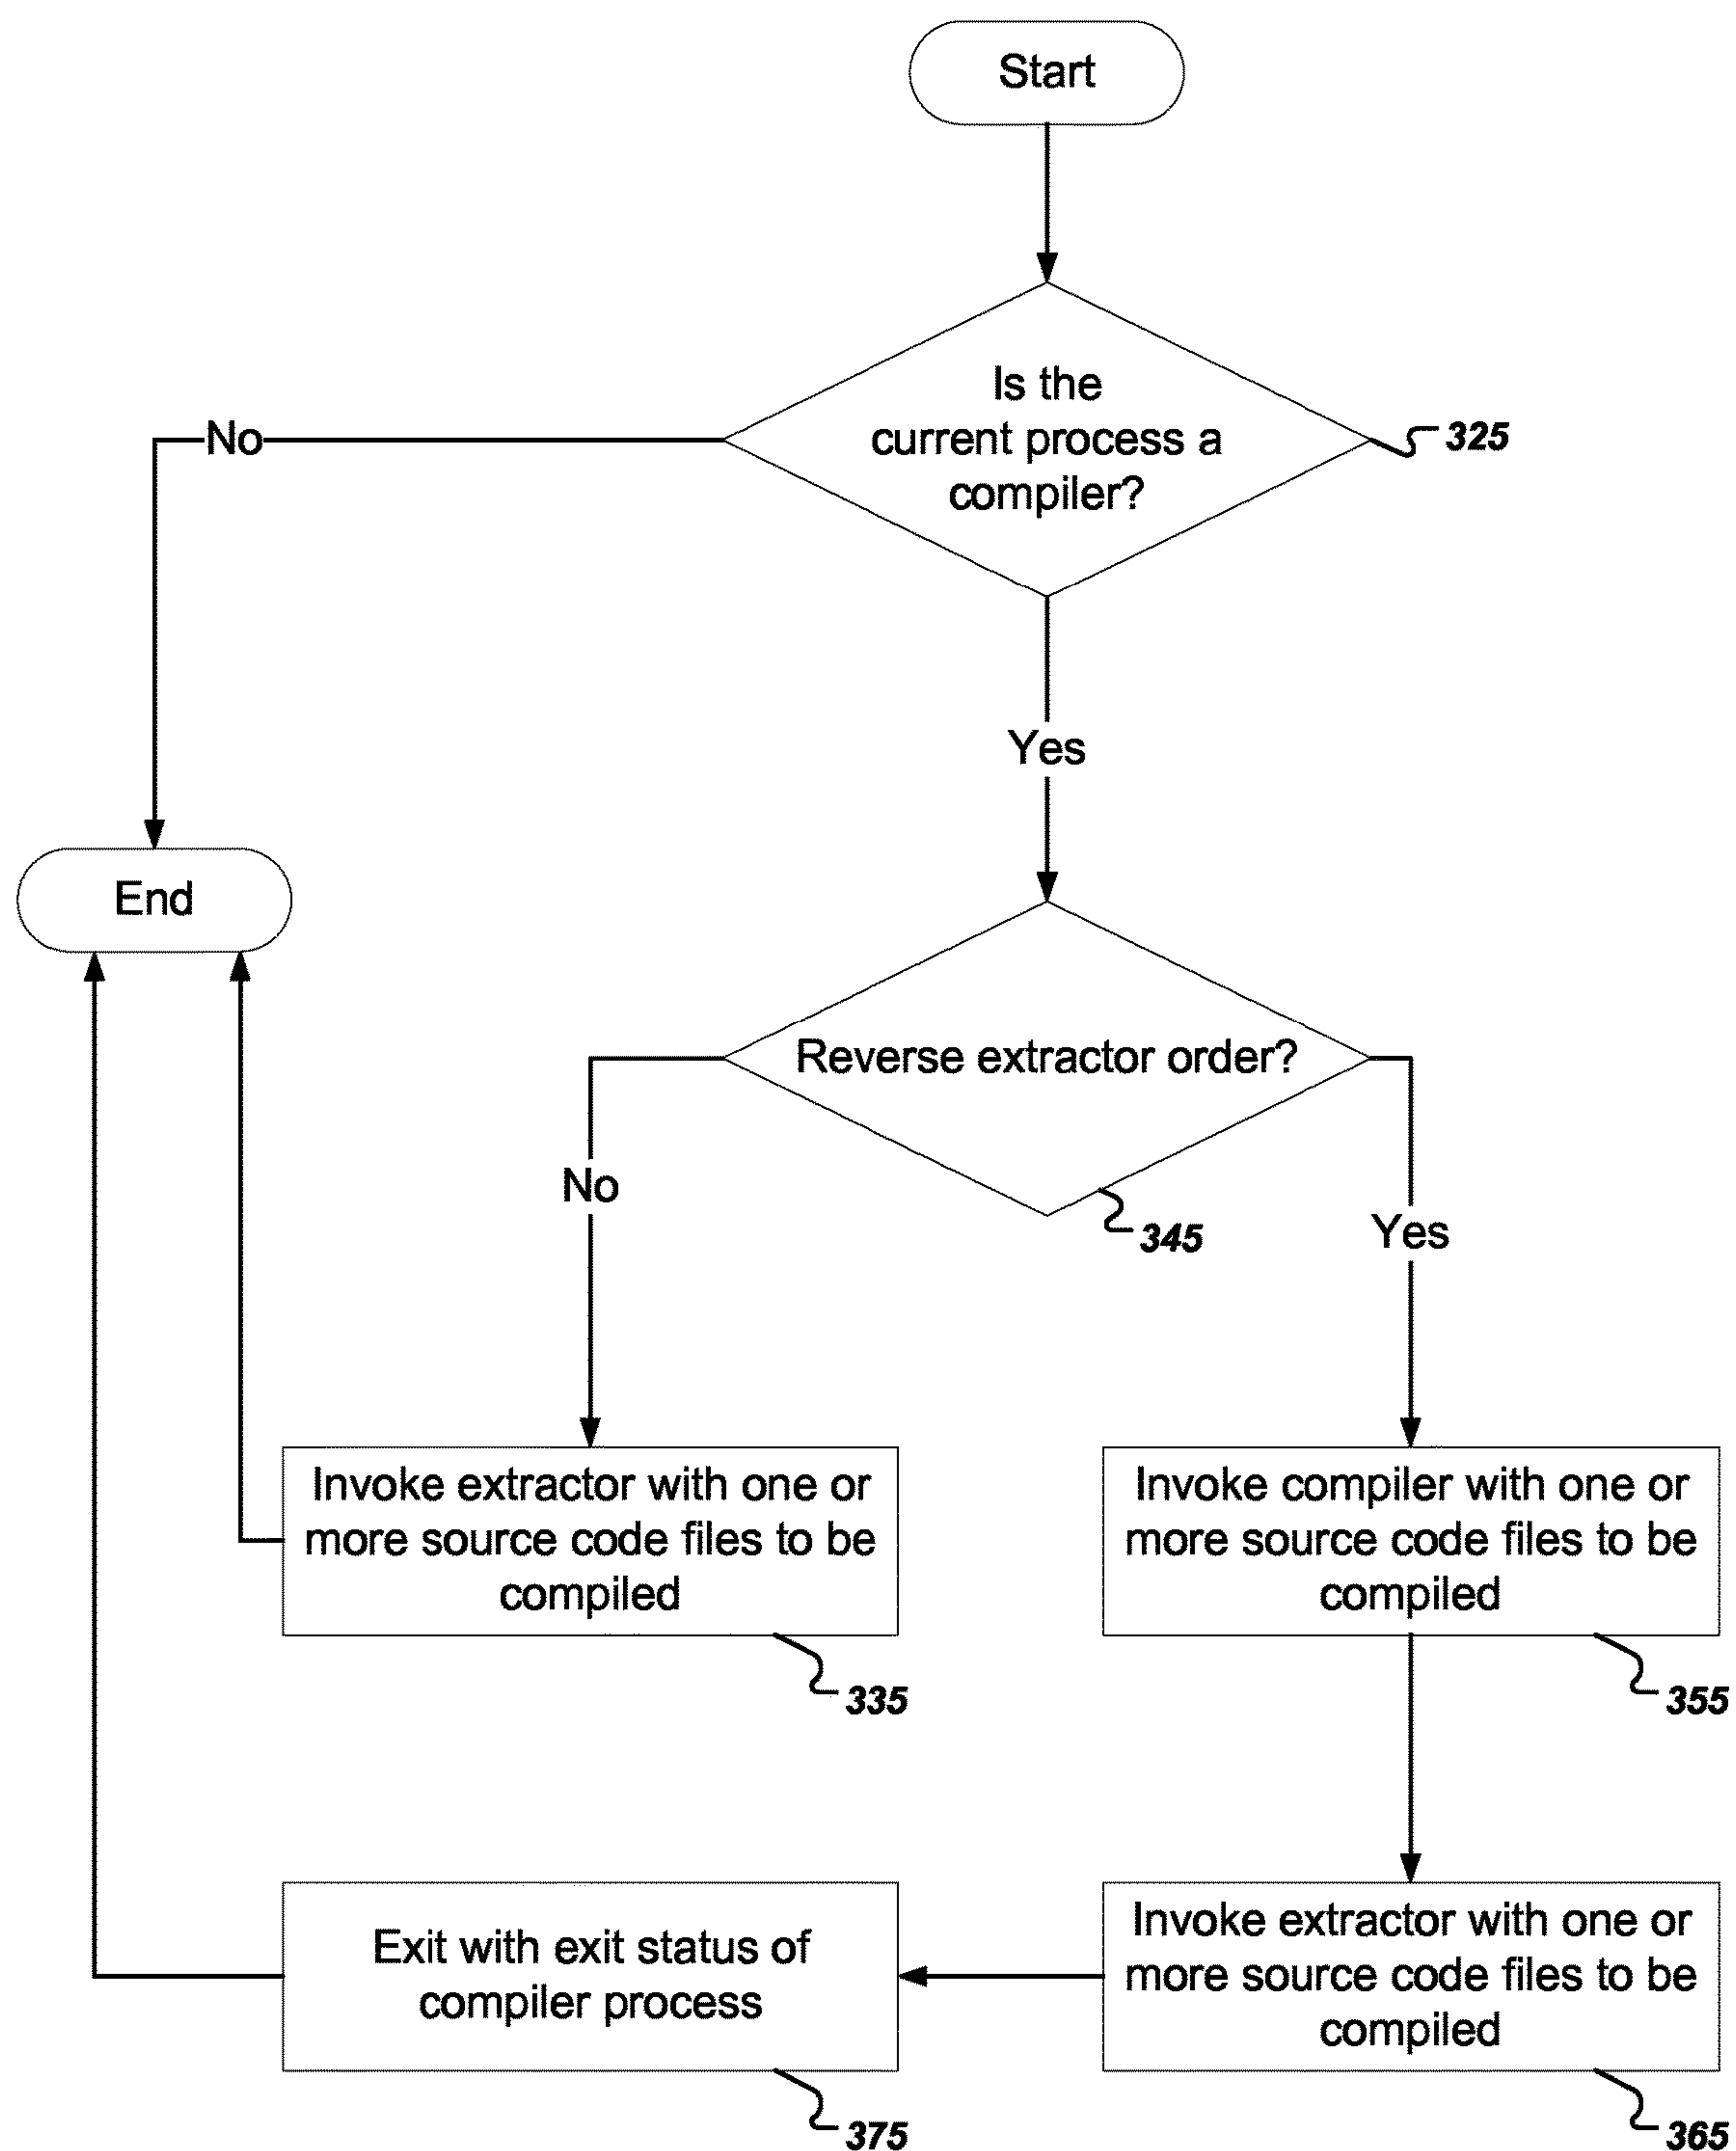 Start
Is the
current process a
compiler?
325
No
Yes
End
Reverse extractor order?
345
No
Yes
Invoke extractor with one or
more source code files to be
compiled
335
Invoke compiler with one or
more source code files to be
compiled
355
Exit with exit status of
compiler process
375
Invoke extractor with one or
more source code files to be
compiled
365